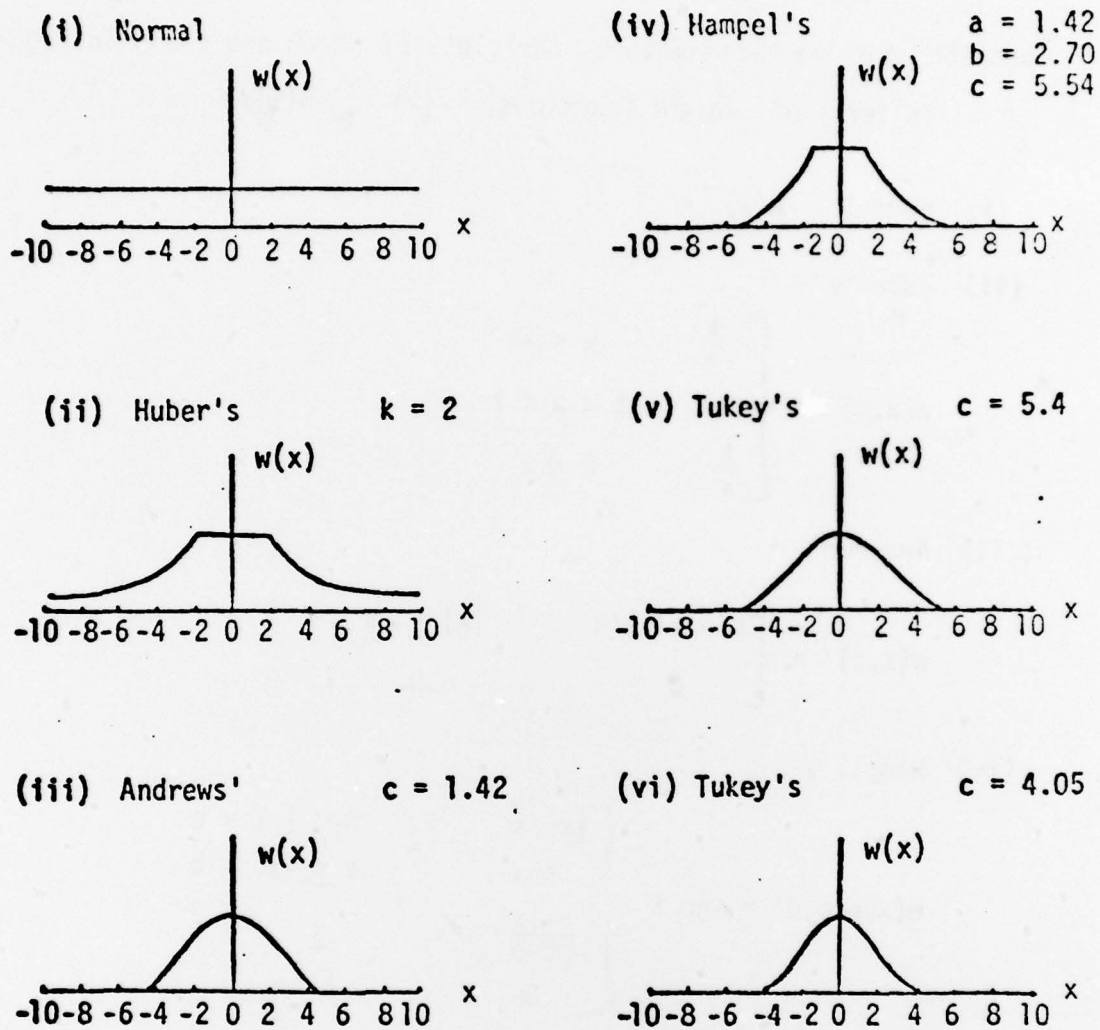 (i) Normal
w(x)
-10 -8 -6 -4 -2 0 2 4 6 8 10 x
(ii) Huber's k = 2
w(x)
-10 -8 -6 -4 -2 0 2 4 6 8 10 x
(iii) Andrews' c = 1.42
w(x)
-10 -8 -6 -4 -2 0 2 4 6 8 10 x
(iv) Hampel's a = 1.42
b = 2.70
c = 5.54
w(x)
-10 -8 -6 -4 -2 0 2 4 6 8 10 x
(v) Tukey's c = 5.4
w(x)
-10 -8 -6 -4 -2 0 2 4 6 8 10 x
(vi) Tukey's c = 4.05
w(x)
-10 -8 -6 -4 -2 0 2 4 6 8 10 x